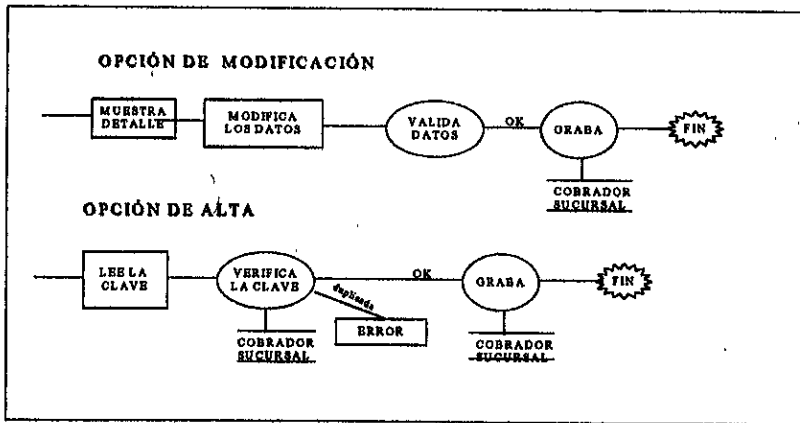 OPCIÓN DE MODIFICACIÓN
MUESTRA
DETALLE
MODIFICA
LOS DATOS
VALIDA
DATOS
OK
GRABA
FIN
COBRADOR
SUCURSAL
OPCIÓN DE ALTA
LEE LA
CLAVE
VERIFICA
LA CLAVE
OK
GRABA
FIN
duplicada
ERROR
COBRADOR
SUCURSAL
COBRADOR
SUCURSAL